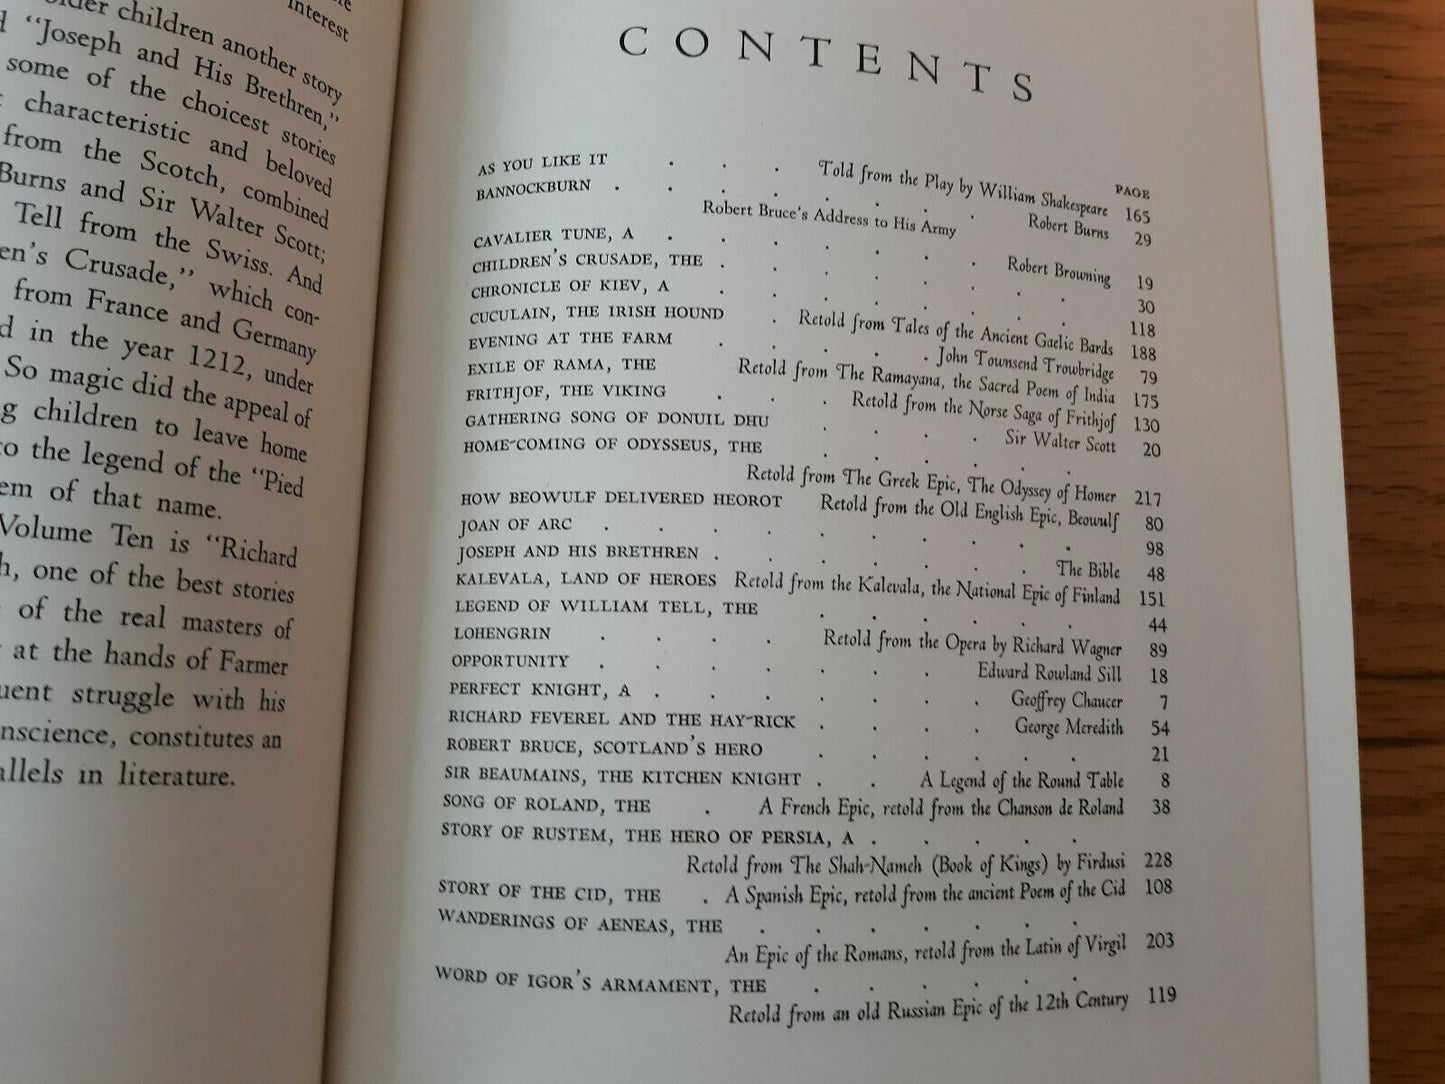 interest
older children another story
"Joseph and His Brethren,"
some of the choicest stories
characteristic and beloved
from the Scotch, combined
Burns and Sir Walter Scott;
Tell from the Swiss. And
en's Crusade," which con-
from France and Germany
d in the year 1212, under
So magic did the appeal of
g children to leave home
to the legend of the "Pied
em of that name.
Volume Ten is "Richard
h, one of the best stories
of the real masters of
at the hands of Farmer
uent struggle with his
nscience, constitutes an
allels in literature.
CONTENTS
PAGE
AS YOU LIKE IT . . . Told from the Play by William Shakespeare 165
BANNOCKBURN . . . . . . . Robert Burns 29
Robert Bruce's Address to His Army
CAVALIER TUNE, A . . . . . . . Robert Browning 19
CHILDREN'S CRUSADE, THE . . . . . . . . 30
CHRONICLE OF KIEV, A . . . . . . . 118
CUCULAIN, THE IRISH HOUND . Retold from Tales of the Ancient Gaelic Bards 188
EVENING AT THE FARM . . . . . John Townsend Trowbridge 79
EXILE OF RAMA, THE Retold from The Ramayana, the Sacred Poem of India 175
FRITHJOF, THE VIKING . . . Retold from the Norse Saga of Frithjof 130
GATHERING SONG OF DONUIL DHU . . . . Sir Walter Scott 20
HOME-COMING OF ODYSSEUS, THE . . . . . .
Retold from The Greek Epic, The Odyssey of Homer 217
HOW BEOWULF DELIVERED HEOROT Retold from the Old English Epic, Beowulf 80
JOAN OF ARC . . . . . . . . . . 98
JOSEPH AND HIS BRETHREN . . . . . . . The Bible 48
KALEVALA, LAND OF HEROES Retold from the Kalevala, the National Epic of Finland 151
LEGEND OF WILLIAM TELL, THE . . . . . . 44
LOHENGRIN . . . . Retold from the Opera by Richard Wagner 89
OPPORTUNITY . . . . . . . Edward Rowland Sill 18
PERFECT KNIGHT, A . . . . . . . Geoffrey Chaucer 7
RICHARD FEVEREL AND THE HAY-RICK . . . . George Meredith 54
ROBERT BRUCE, SCOTLAND'S HERO . . . . . . 21
SIR BEAUMAINS, THE KITCHEN KNIGHT . . A Legend of the Round Table 8
SONG OF ROLAND, THE . A French Epic, retold from the Chanson de Roland 38
STORY OF RUSTEM, THE HERO OF PERSIA, A . . . . .
Retold from The Shah-Nameh (Book of Kings) by Firdusi 228
STORY OF THE CID, THE . A Spanish Epic, retold from the ancient Poem of the Cid 108
WANDERINGS OF AENEAS, THE . . . . . . .
An Epic of the Romans, retold from the Latin of Virgil 203
WORD OF IGOR'S ARMAMENT, THE . . . . . .
Retold from an old Russian Epic of the 12th Century 119